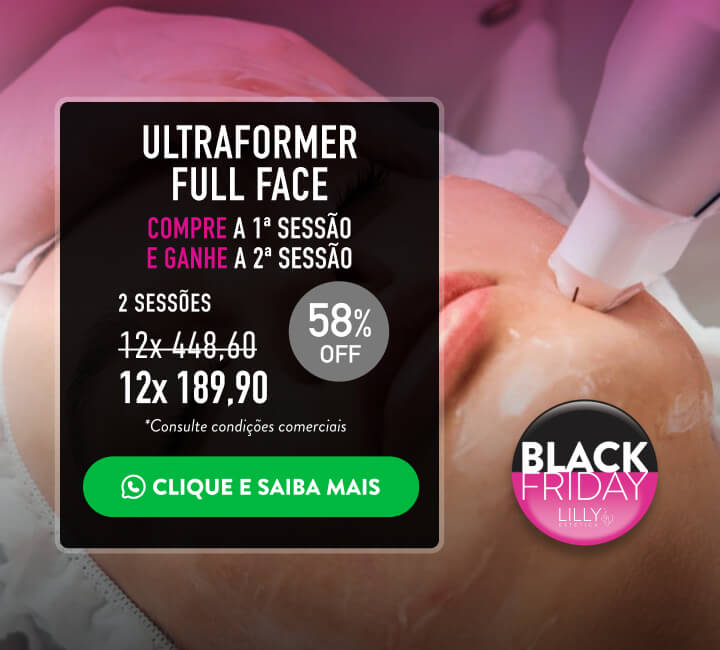 ULTRAFORMER
FULL FACE
COMPRE A 1ª SESSÃO
E GANHE A 2ª SESSÃO
2 SESSÕES
12x 448,60
12x 189,90
58%
OFF
*Consulte condições comerciais
CLIQUE E SAIBA MAIS
BLACK
FRIDAY
LILLY
ESTÉTICA